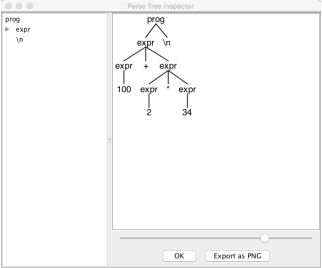 Parse Tree Inspector
prog
expr
\n
prog
expr \n
expr + expr
100 expr * expr
2 34
OK Export as PNG